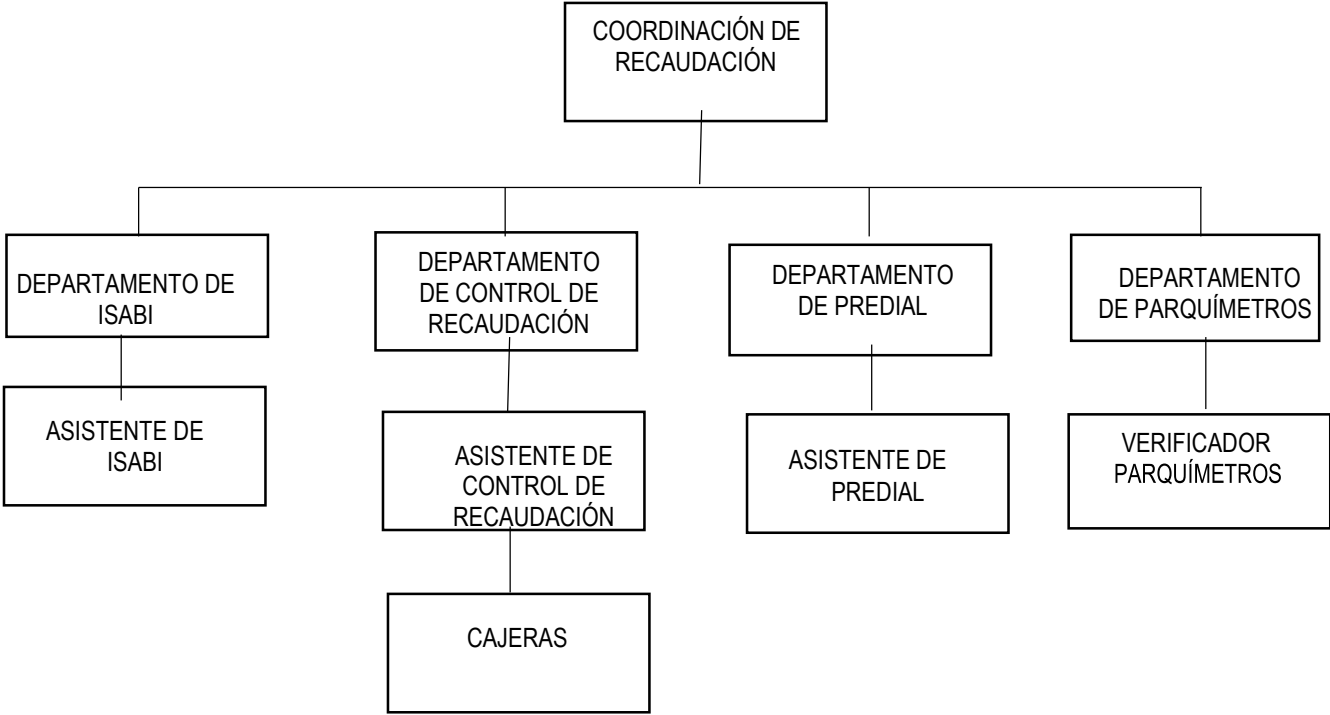 COORDINACIÓN DE
RECAUDACIÓN
DEPARTAMENTO DE
ISABI
DEPARTAMENTO
DE CONTROL DE
RECAUDACIÓN
DEPARTAMENTO
DE PREDIAL
DEPARTAMENTO
DE PARQUÍMETROS
ASISTENTE DE
ISABI
ASISTENTE DE
CONTROL DE
RECAUDACIÓN
ASISTENTE DE
PREDIAL
VERIFICADOR
PARQUÍMETROS
CAJERAS